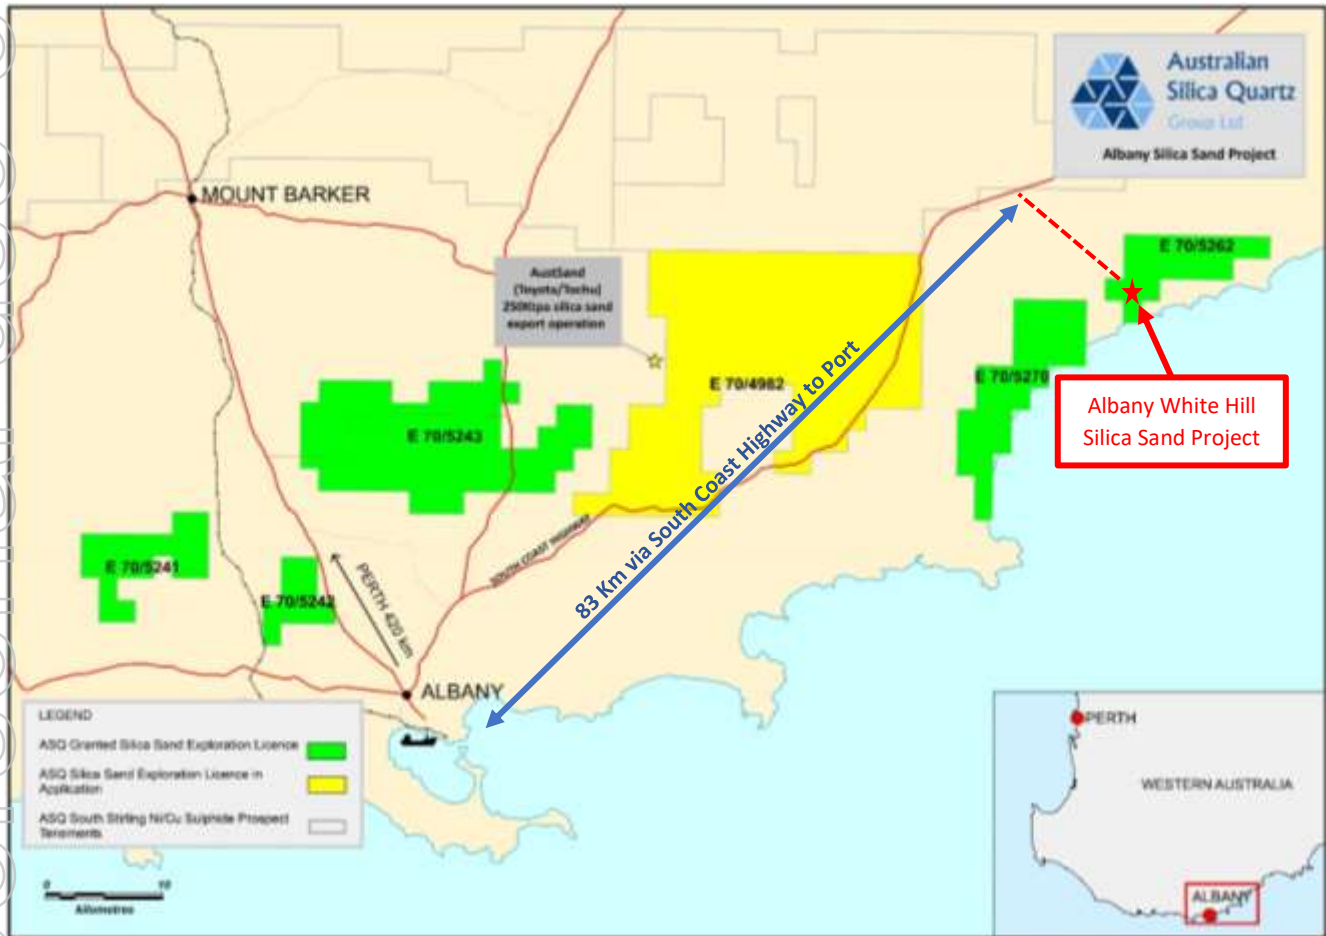 Australian
Silica Quartz
Group Ltd
Albany Silica Sand Project
MOUNT BARKER
E 70/5262
AustSand
(Toyota/Tochu)
250Ktpa silica sand
export operation
E 70/4982
E 70/5270
Albany White Hill
Silica Sand Project
E 70/5243
83 Km via South Coast Highway to Port
SOUTH COAST HIGHWAY
E 70/5241
E 70/5242
PERTH 420 km
ALBANY
LEGEND
ASQ Granted Silica Sand Exploration Licence
ASQ Silica Sand Exploration Licence in
Application
ASQ South Stirling Ni/Cu Sulphide Prospect
Tenements
0 10
Kilometres
PERTH
WESTERN AUSTRALIA
ALBANY